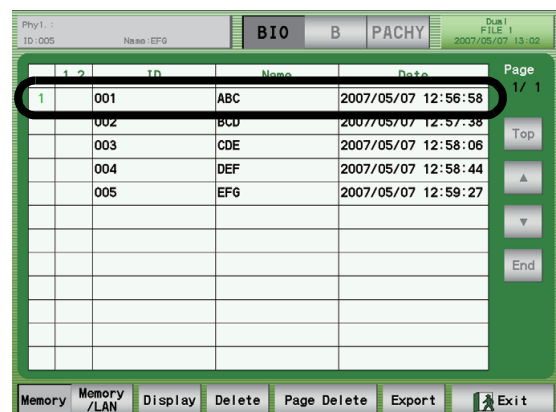 Phy1. :
ID:005 Name:EFG
BIO B PACHY
Dual
FILE 1
2007/05/07 13:02
1 2 ID Name Date
Page
1/ 1
1 001 ABC 2007/05/07 12:56:58
002 BCD 2007/05/07 12:57:38
003 CDE 2007/05/07 12:58:06
004 DEF 2007/05/07 12:58:44
005 EFG 2007/05/07 12:59:27
Top
▲
▼
End
Memory Memory /LAN Display Delete Page Delete Export Exit